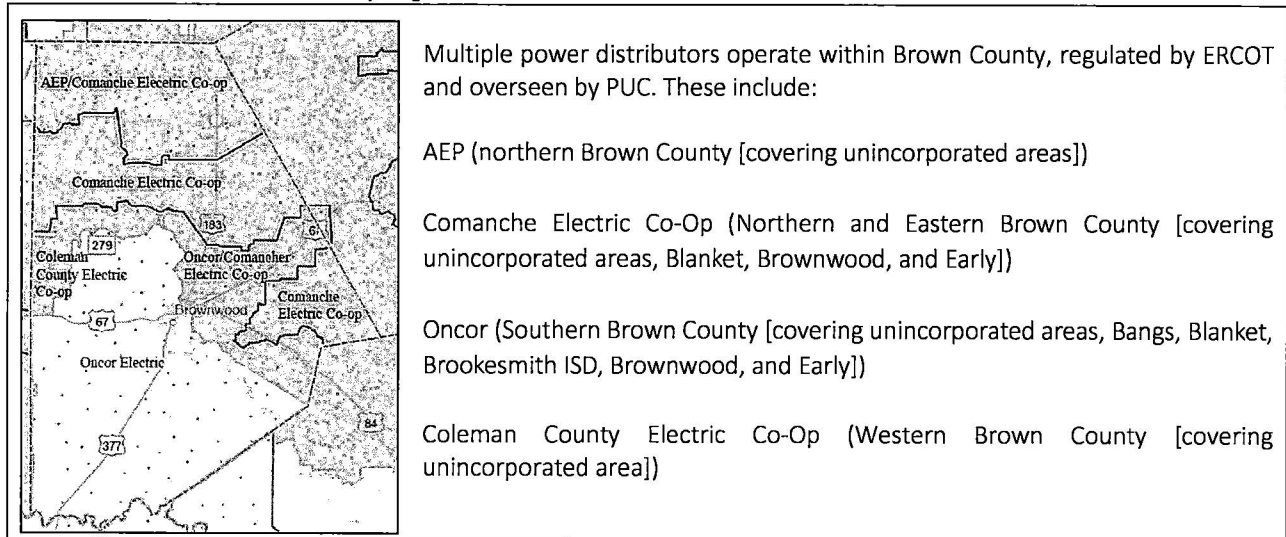 AEP/Comanche Elecetric Co-op
Comanche Electric Co-op
183
6
279
Coleman
County Electric
Co-op
Oncor/Comancher
Electric Co-op
Comanche
Electric Co-op
Brownwood
67
Oncor Electric
84
377
Multiple power distributors operate within Brown County, regulated by ERCOT
and overseen by PUC. These include:
AEP (northern Brown County [covering unincorporated areas])
Comanche Electric Co-Op (Northern and Eastern Brown County [covering
unincorporated areas, Blanket, Brownwood, and Early])
Oncor (Southern Brown County [covering unincorporated areas, Bangs, Blanket,
Brookesmith ISD, Brownwood, and Early])
Coleman County Electric Co-Op (Western Brown County [covering
unincorporated area])